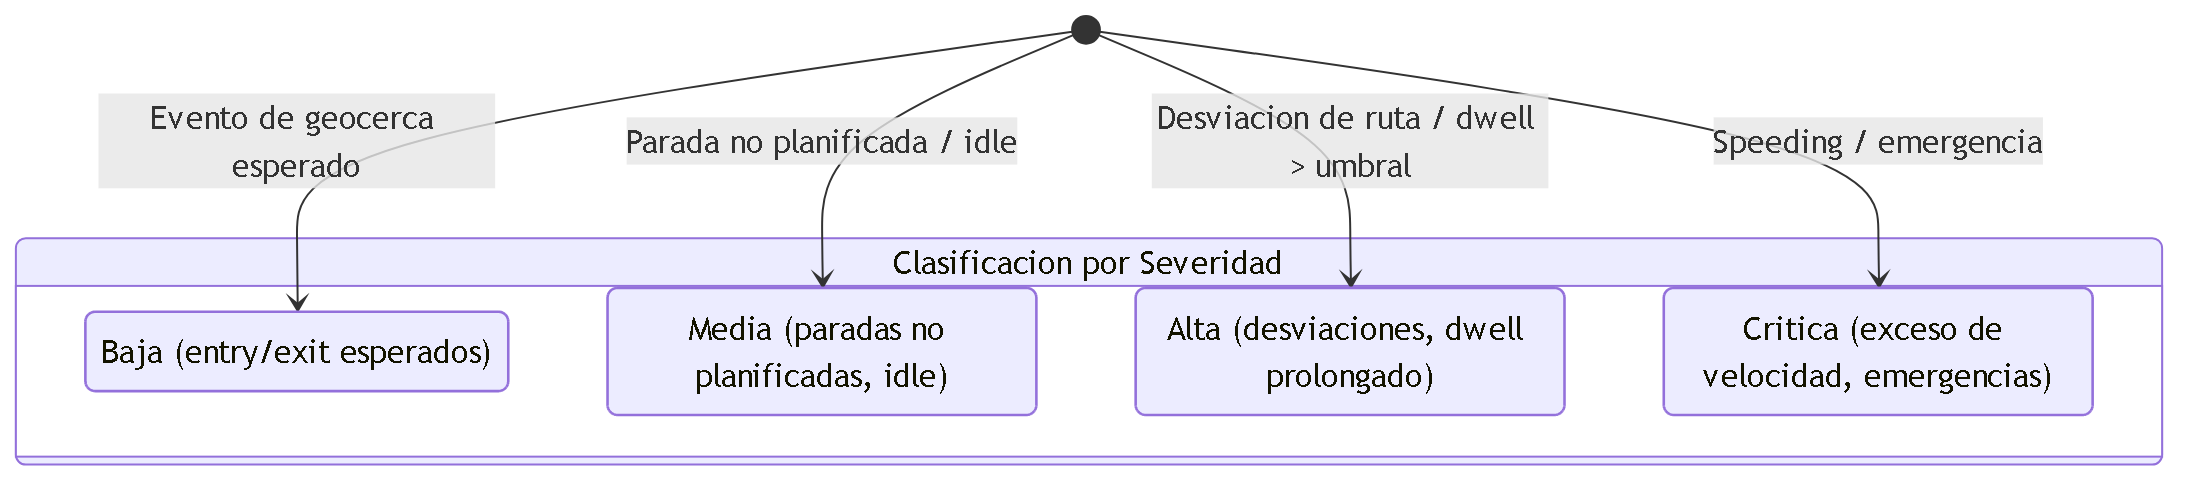 Evento de geocerca
esperado
Parada no planificada / idle
Desviacion de ruta / dwell
> umbral
Speeding / emergencia
Clasificacion por Severidad
Baja (entry/exit esperados)
Media (paradas no
planificadas, idle)
Alta (desviaciones, dwell
prolongado)
Critica (exceso de
velocidad, emergencias)